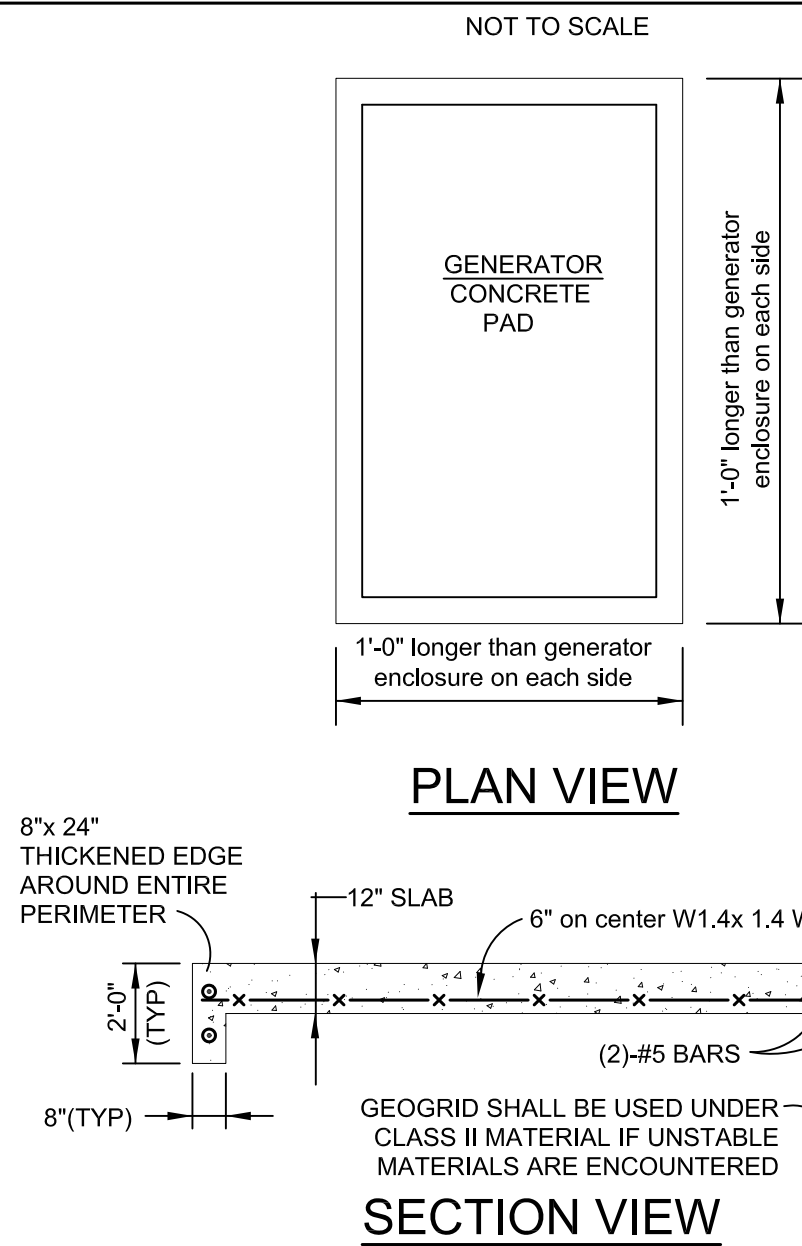 NOT TO SCALE
GENERATOR
CONCRETE
PAD
1'-0" longer than generator
enclosure on each side
1'-0" longer than generator
enclosure on each side
PLAN VIEW
8"x 24"
THICKENED EDGE
AROUND ENTIRE
PERIMETER
12" SLAB
6" on center W1.4x 1.4
2'-0"
(TYP)
(2)-#5 BARS
8"(TYP)
GEOGRID SHALL BE USED UNDER
CLASS II MATERIAL IF UNSTABLE
MATERIALS ARE ENCOUNTERED
SECTION VIEW